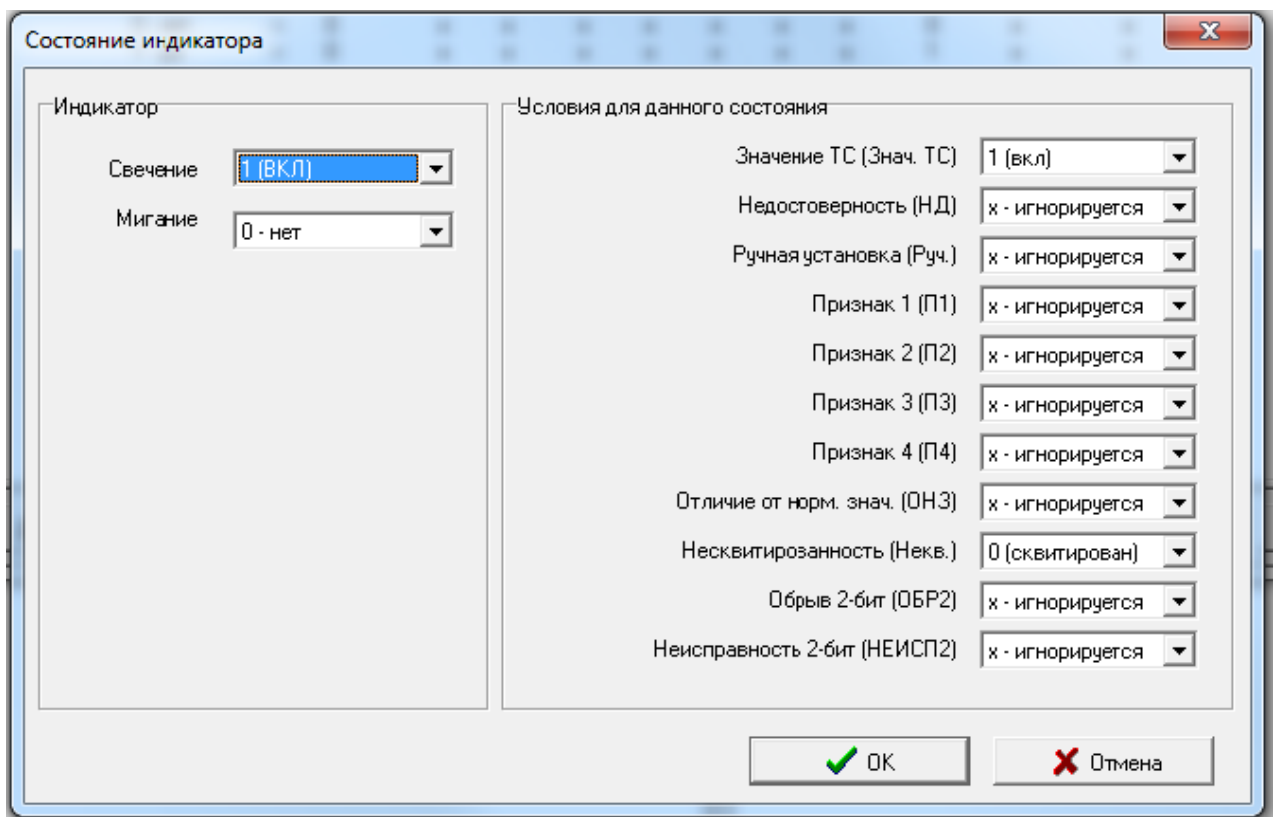 Состояние индикатора
Индикатор
Свечение 1 (ВКЛ)
Мигание 0 - нет
Условия для данного состояния
Значение ТС (Знач. ТС) 1 (вкл)
Недостоверность (НД) x - игнорируется
Ручная установка (Руч.) x - игнорируется
Признак 1 (П1) x - игнорируется
Признак 2 (П2) x - игнорируется
Признак 3 (П3) x - игнорируется
Признак 4 (П4) x - игнорируется
Отличие от норм. знач. (ОНЗ) x - игнорируется
Несквитированность (Некв.) 0 (сквитирован)
Обрыв 2-бит (ОБР2) x - игнорируется
Неисправность 2-бит (НЕИСП2) x - игнорируется
OK Отмена